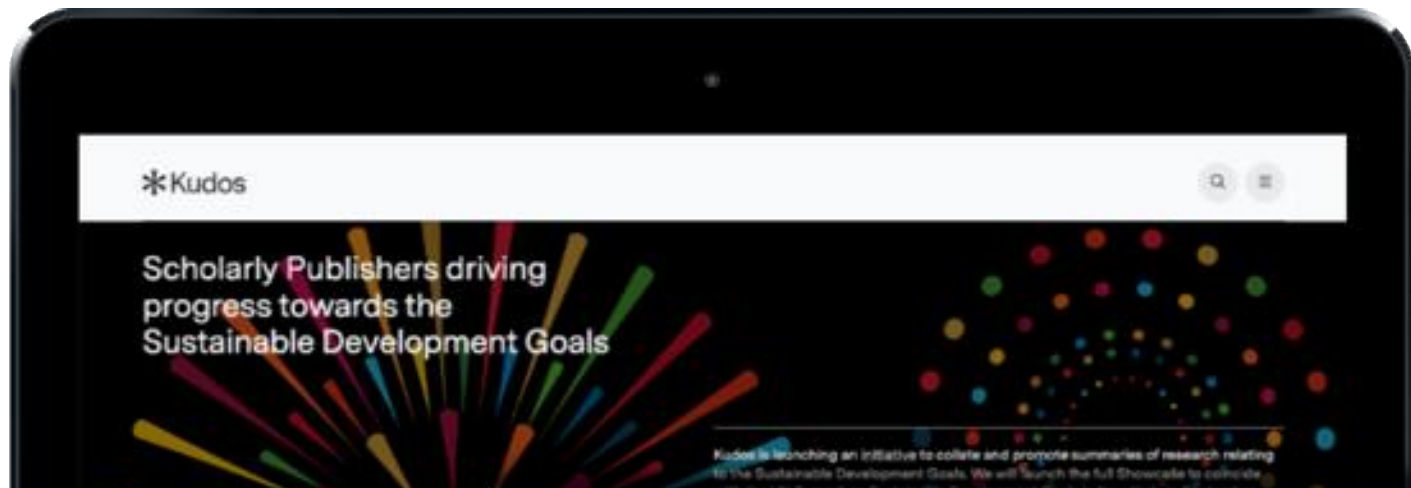 Kudos
Scholarly Publishers driving
progress towards the
Sustainable Development Goals
Kudos is launching an initiative to collate and promote summaries of research relating
to the Sustainable Development Goals. We will launch the full Showcase to coincide